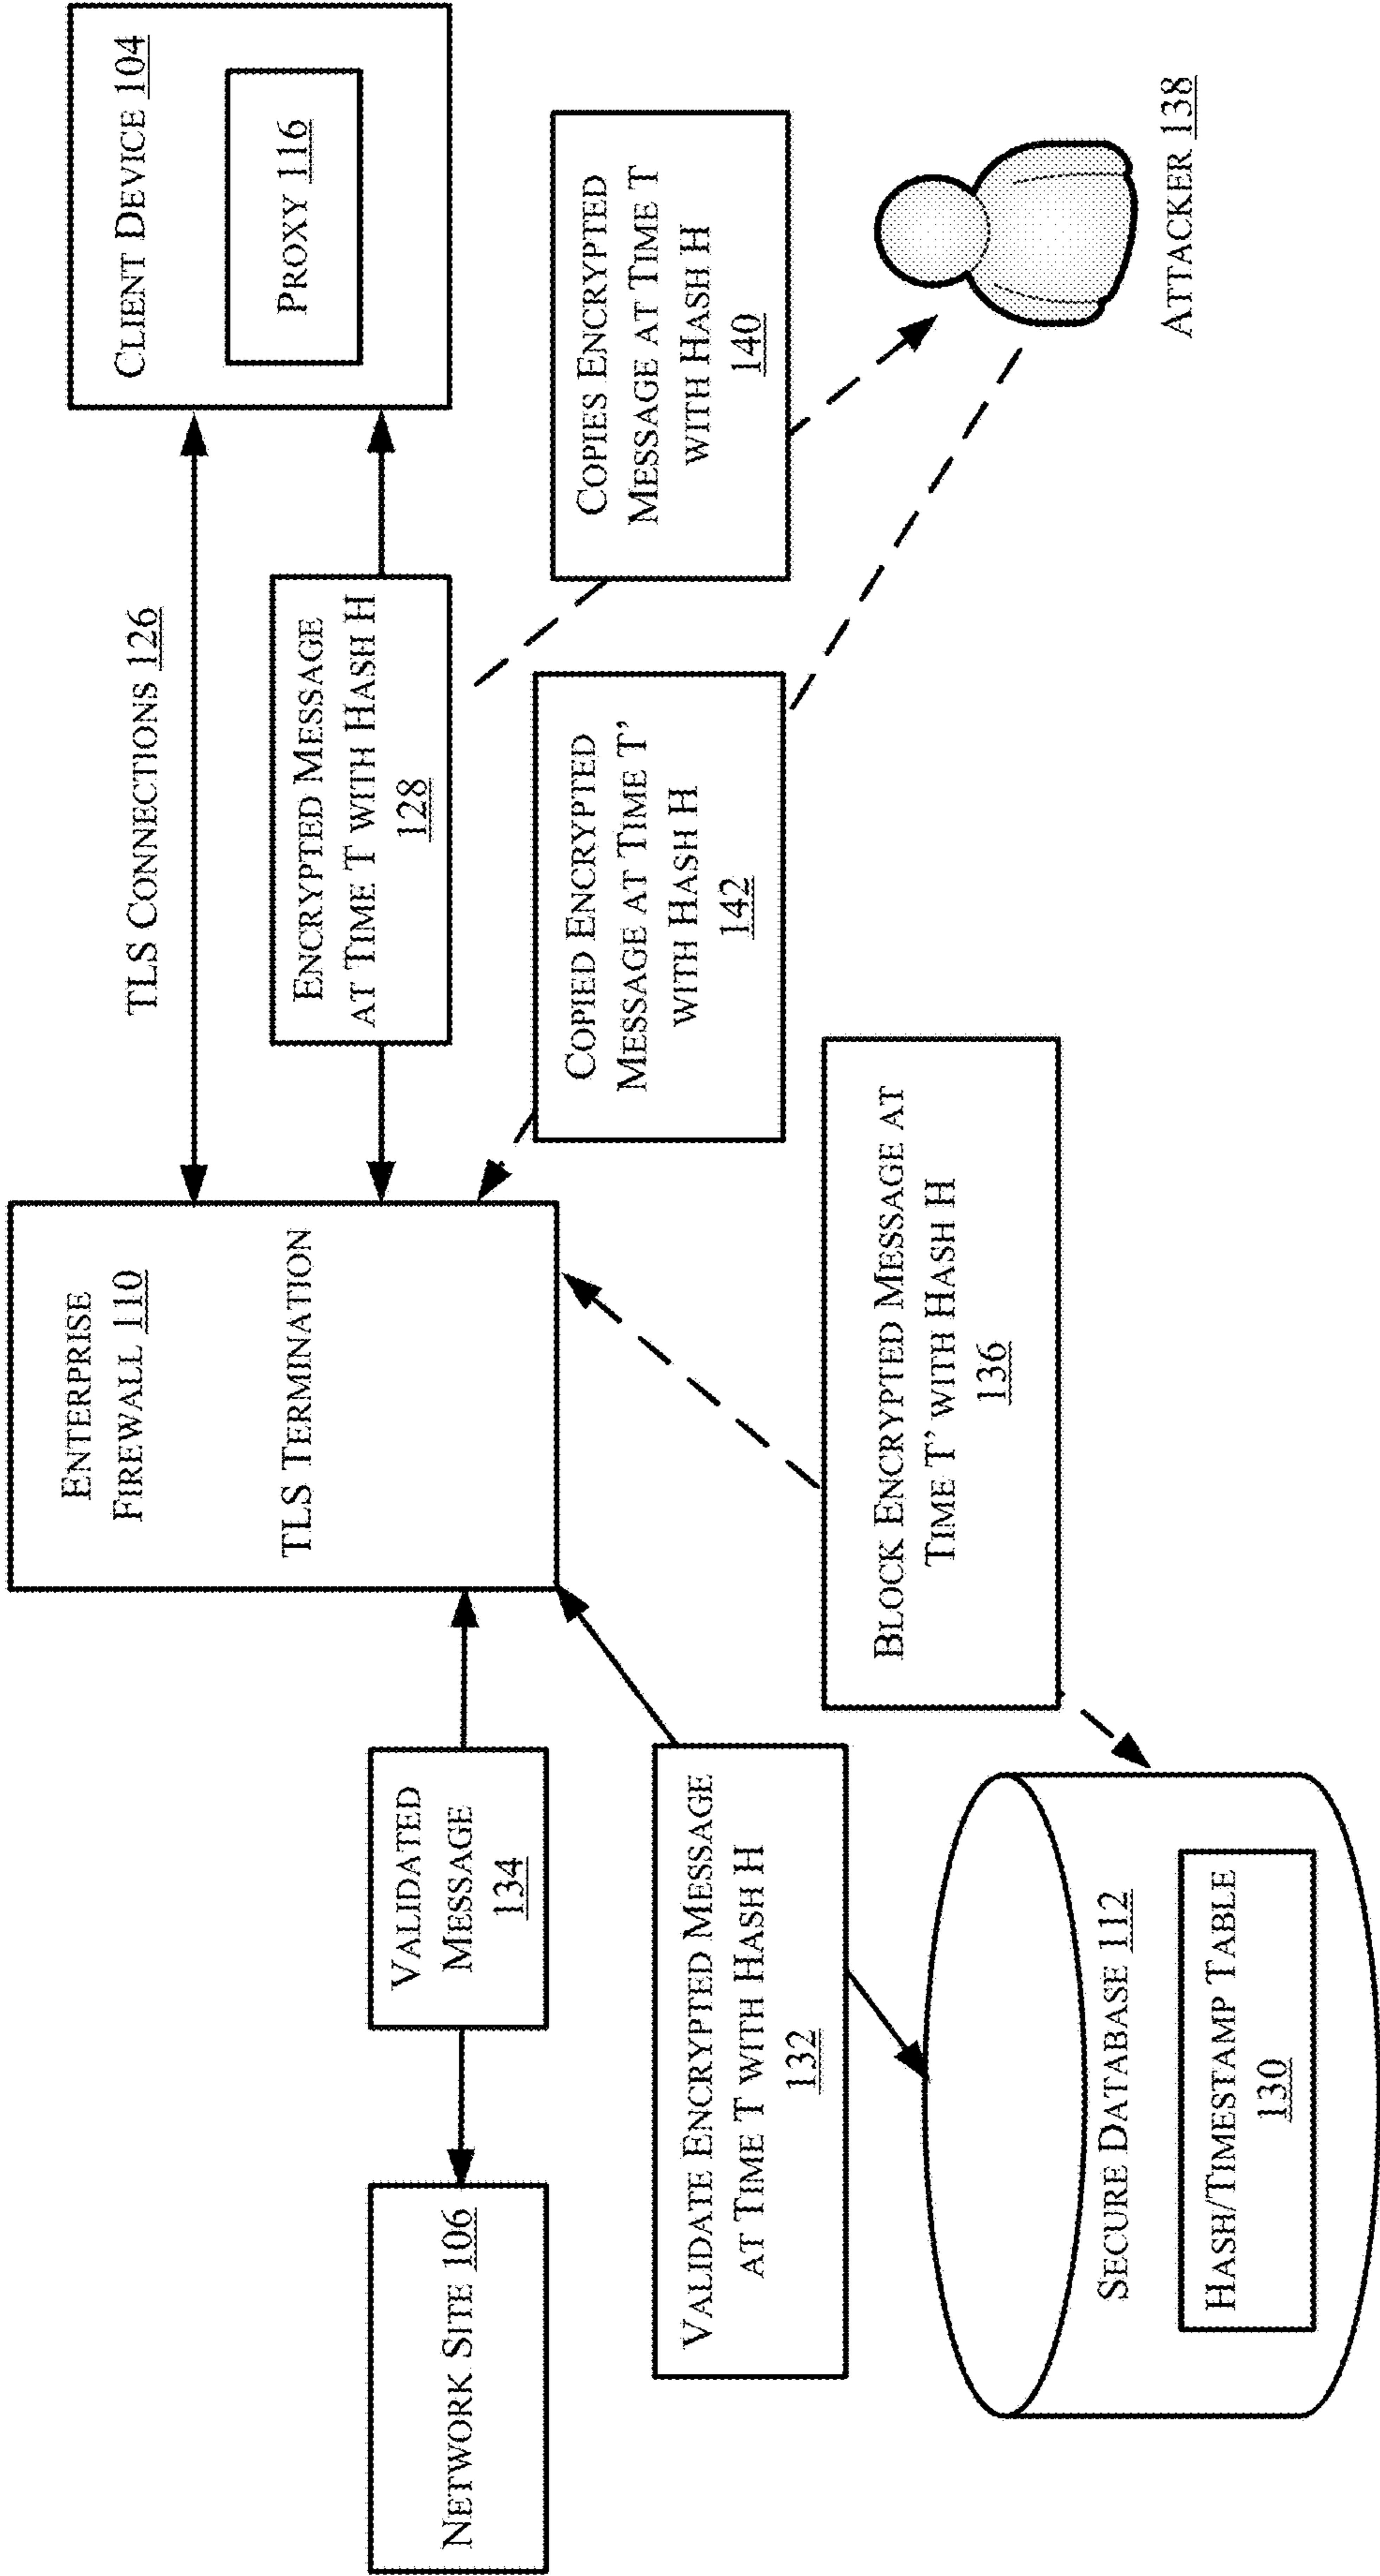 CLIENT DEVICE 104
PROXY 116
TLS CONNECTIONS 126
ENTERPRISE
FIREWALL 110
TLS TERMINATION
ENCRYPTED MESSAGE
AT TIME T WITH HASH H
128
COPIES ENCRYPTED
MESSAGE AT TIME T
WITH HASH H
140
ATTACKER 138
COPIED ENCRYPTED
MESSAGE AT TIME T'
WITH HASH H
142
VALIDATED
MESSAGE
134
NETWORK SITE 106
VALIDATE ENCRYPTED MESSAGE
AT TIME T WITH HASH H
132
BLOCK ENCRYPTED MESSAGE AT
TIME T' WITH HASH H
136
SECURE DATABASE 112
HASH/TIMESTAMP TABLE
130